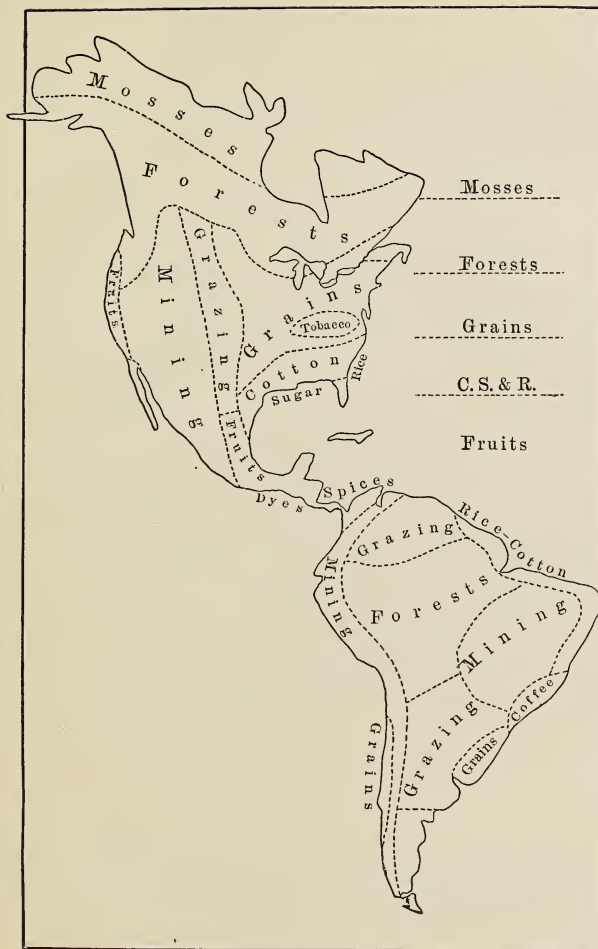 Mosses
Forests
Mosses
Forests
Fruits
Mining
Grazing
Grains
Tobacco
Grains
Cotton
Rice
C. S. & R.
Sugar
Fruits
Fruits
Dyes
Spices
Grazing
Rice-Cotton
Mining
Forests
Mining
Coffee
Grazing
Grains
Grains